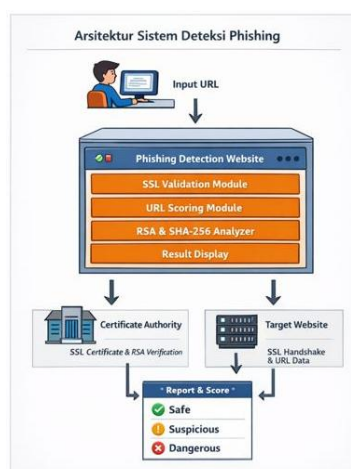 Arsitektur Sistem Deteksi Phishing
Input URL
Phishing Detection Website
SSL Validation Module
URL Scoring Module
RSA & SHA-256 Analyzer
Result Display
Certificate Authority
SSL Certificate & RSA Verification
Target Website
SSL Handshake
& URL Data
Report & Score
Safe
Suspicious
Dangerous